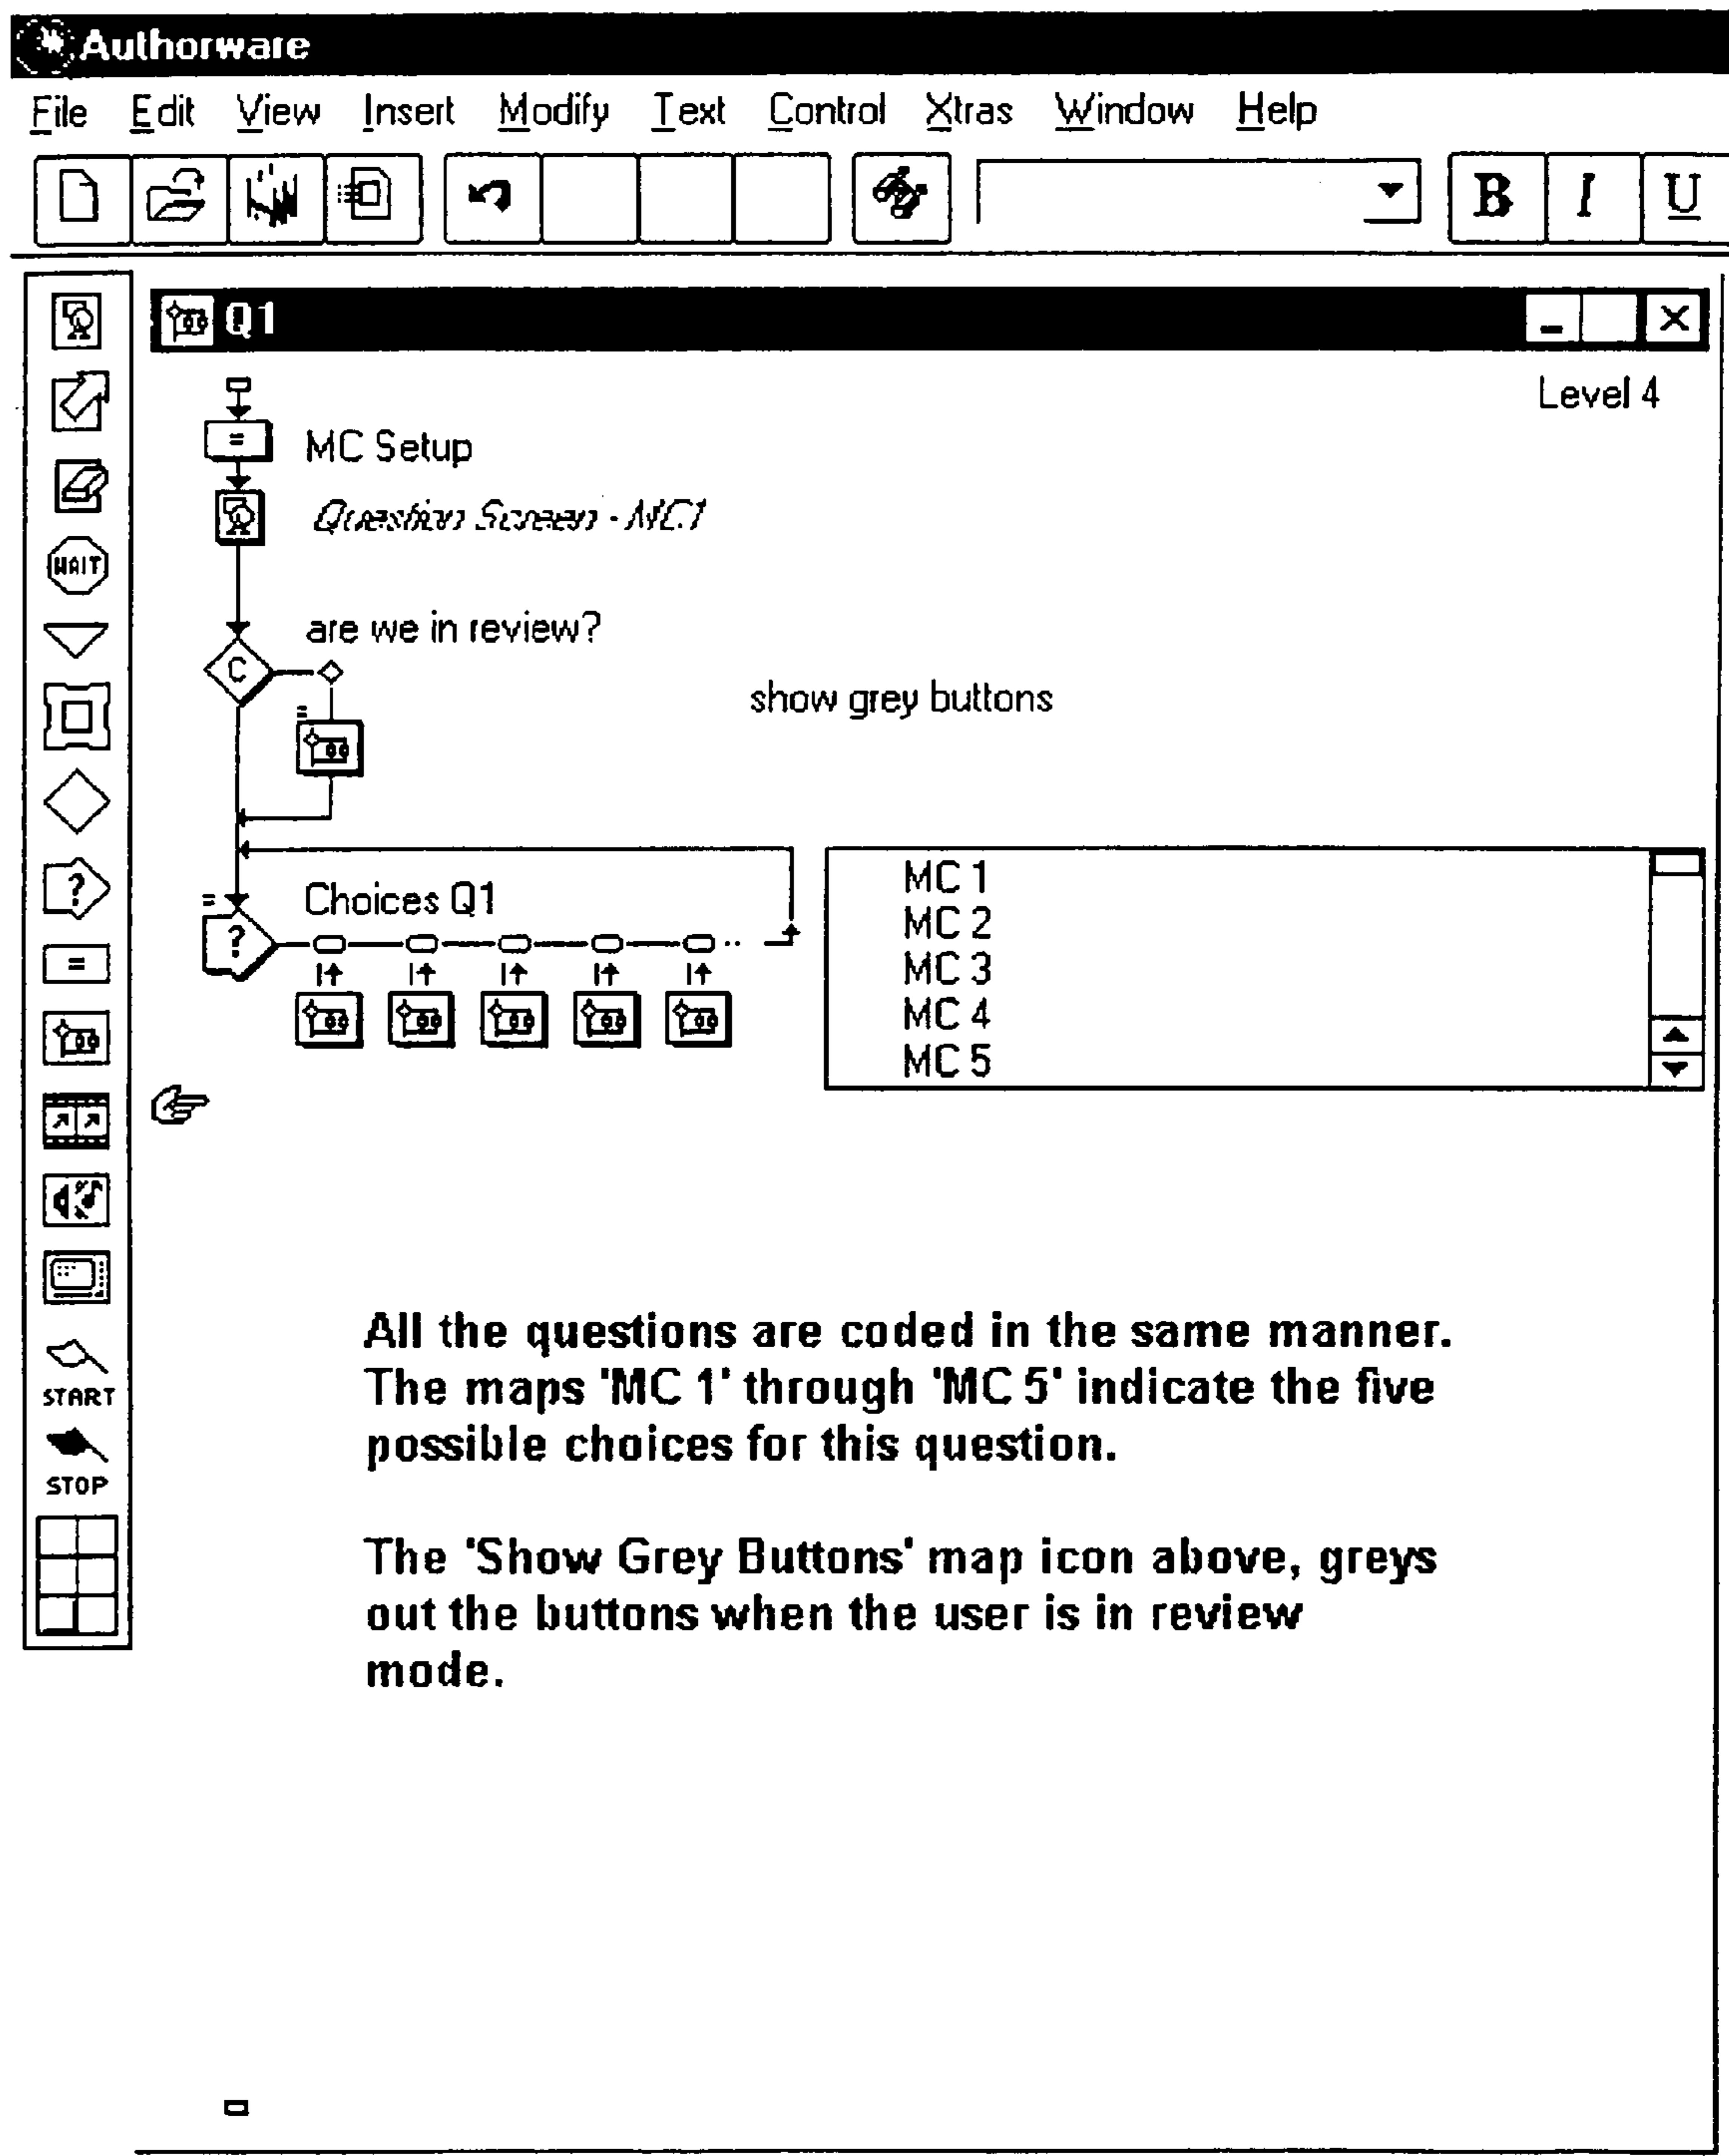 Authorware
File Edit View Insert Modify Text Control Xtras Window Help
B I U
Q1
Level 4
=
MC Setup
Question Screen - MC1
WAIT
are we in review?
C
show grey buttons
=
MC 1
MC 2
MC 3
MC 4
MC 5
=
Choices Q1
?
?
=
All the questions are coded in the same manner.
The maps 'MC 1' through 'MC 5' indicate the five
possible choices for this question.
START
STOP
The 'Show Grey Buttons' map icon above, greys
out the buttons when the user is in review
mode.